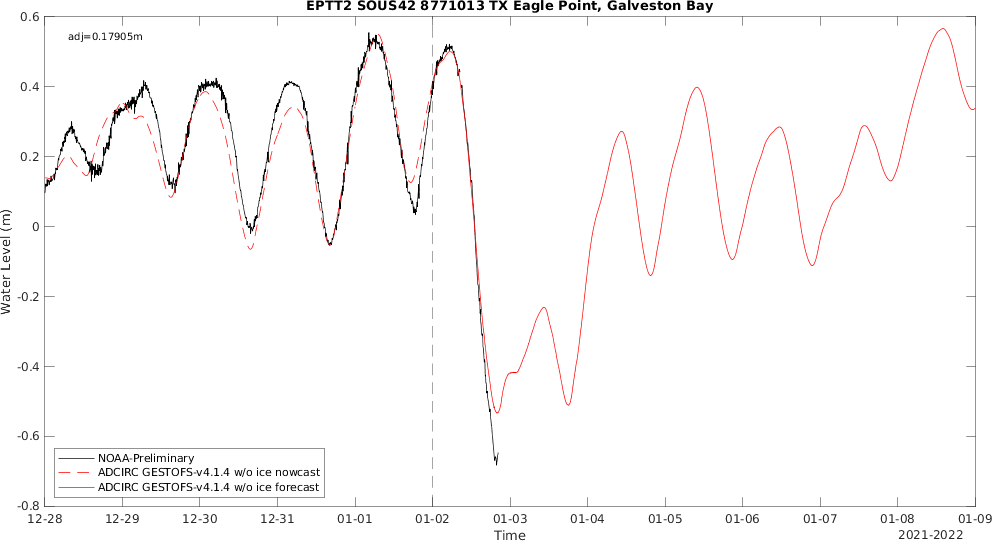 EPTT2 SOUS42 8771013 TX Eagle Point, Galveston Bay
adj=0.17905m
0.6
0.4
0.2
0
-0.2
-0.4
-0.6
-0.8
Water Level (m)
NOAA-Preliminary
ADCIRC GESTOFS-v4.1.4 w/o ice nowcast
ADCIRC GESTOFS-v4.1.4 w/o ice forecast
12-28 12-29 12-30 12-31 01-01 01-02 01-03 01-04 01-05 01-06 01-07 01-08 01-09
Time
2021-2022